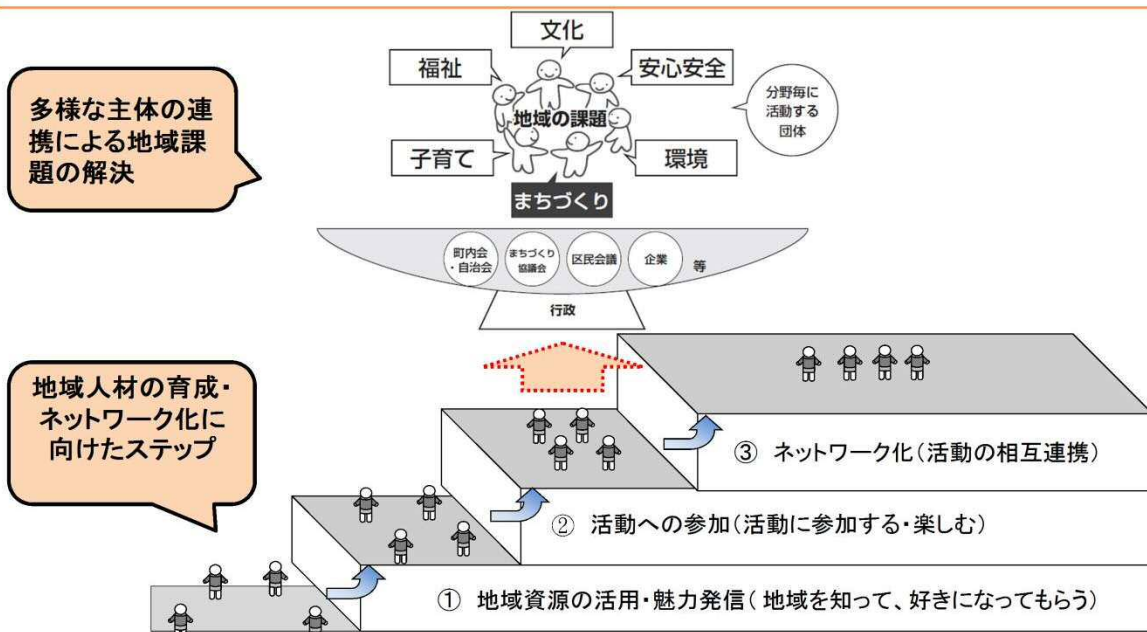 文化
福祉
安心安全
多様な主体の連
携による地域課
題の解決
地域の課題
分野毎に
活動する
団体
子育て
環境
まちづくり
町内会
・自治会
まちづくり
協議会
区民会議
企業
等
行政
地域人材の育成・
ネットワーク化に
向けたステップ
③ ネットワーク化(活動の相互連携)
② 活動への参加(活動に参加する・楽しむ)
① 地域資源の活用・魅力発信( 地域を知って、好きになってもらう)